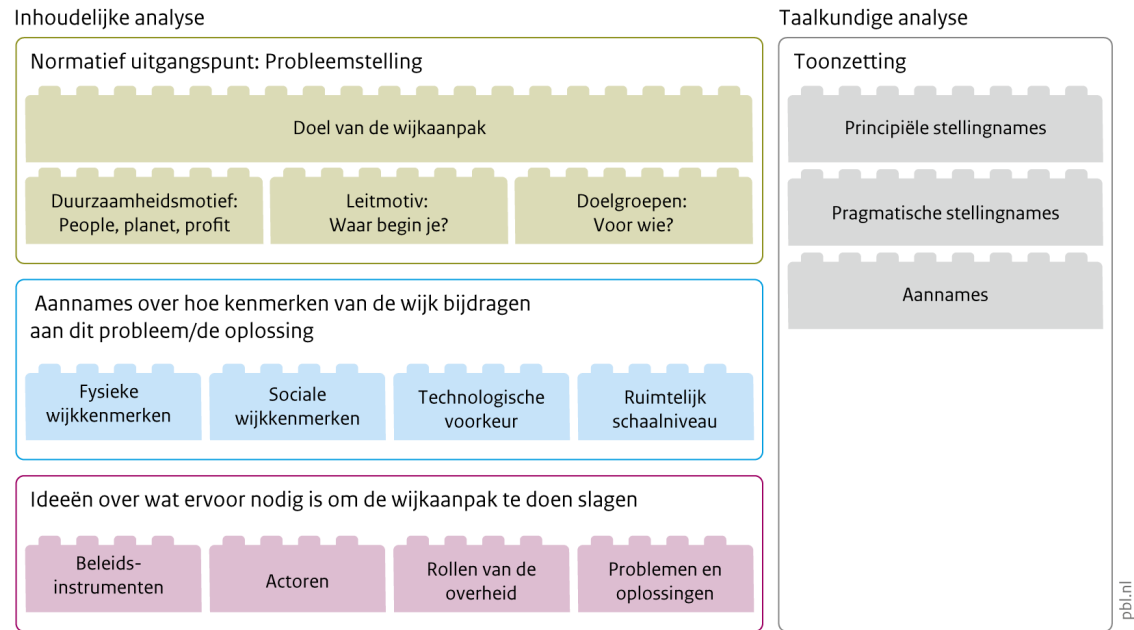 Inhoudelijke analyse
Normatief uitgangspunt: Probleemstelling
Doel van de wijkaanpak
Duurzaamheidsmotief:
People, planet, profit
Leitmotiv:
Waar begin je?
Doelgroepen:
Voor wie?
Aannames over hoe kenmerken van de wijk bijdragen
aan dit probleem/de oplossing
Fysieke
wijkkenmerken
Sociale
wijkkenmerken
Technologische
voorkeur
Ruimtelijk
schaalniveau
Ideeën over wat ervoor nodig is om de wijkaanpak te doen slagen
Beleids-
instrumenten
Actoren
Rollen van de
overheid
Problemen en
oplossingen
Taalkundige analyse
Toonzetting
Principiële stellingnames
Pragmatische stellingnames
Aannames
pbl.nl